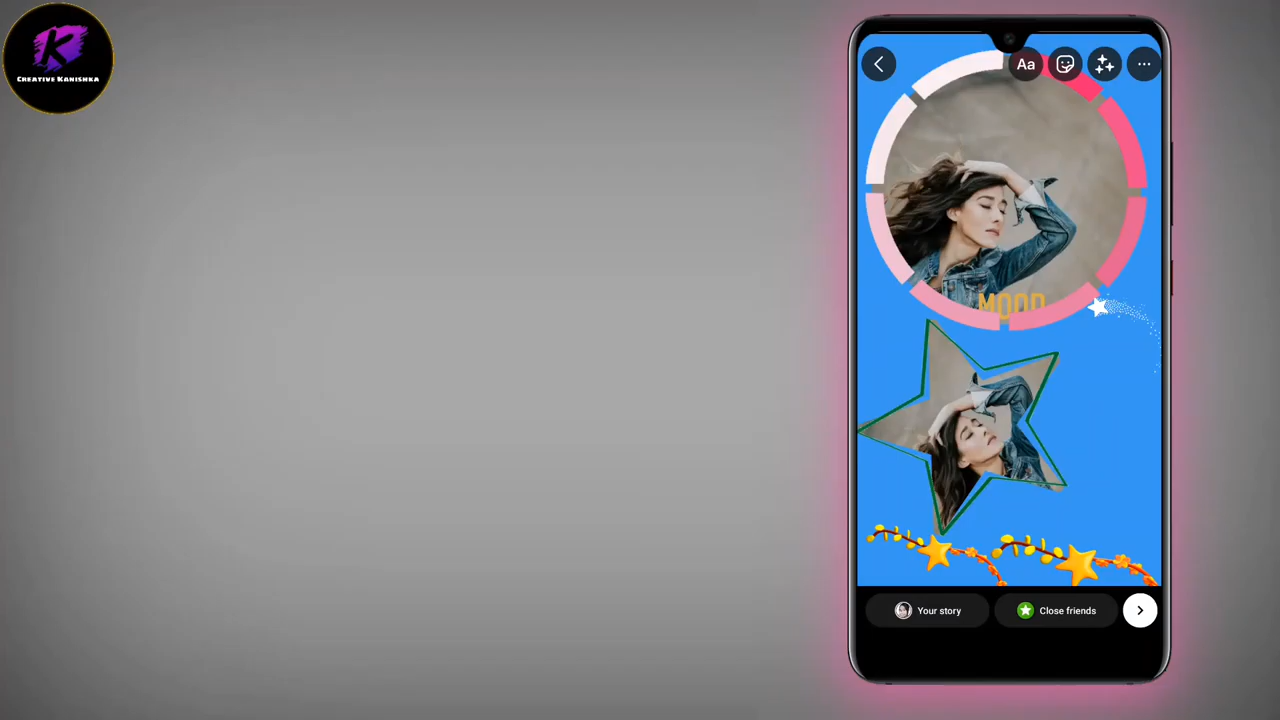 K
CREATIVE KANISHKA
Aa
MOOD
Your story
Close friends